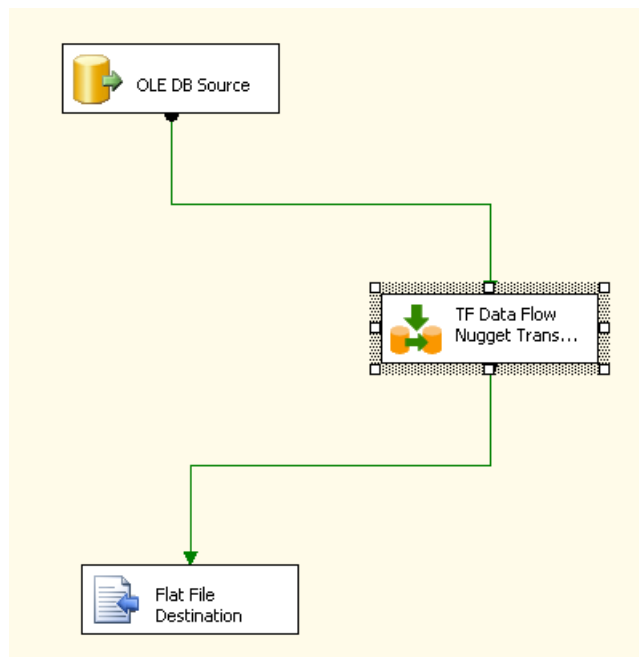 OLE DB Source
TF Data Flow
Nugget Trans...
Flat File
Destination